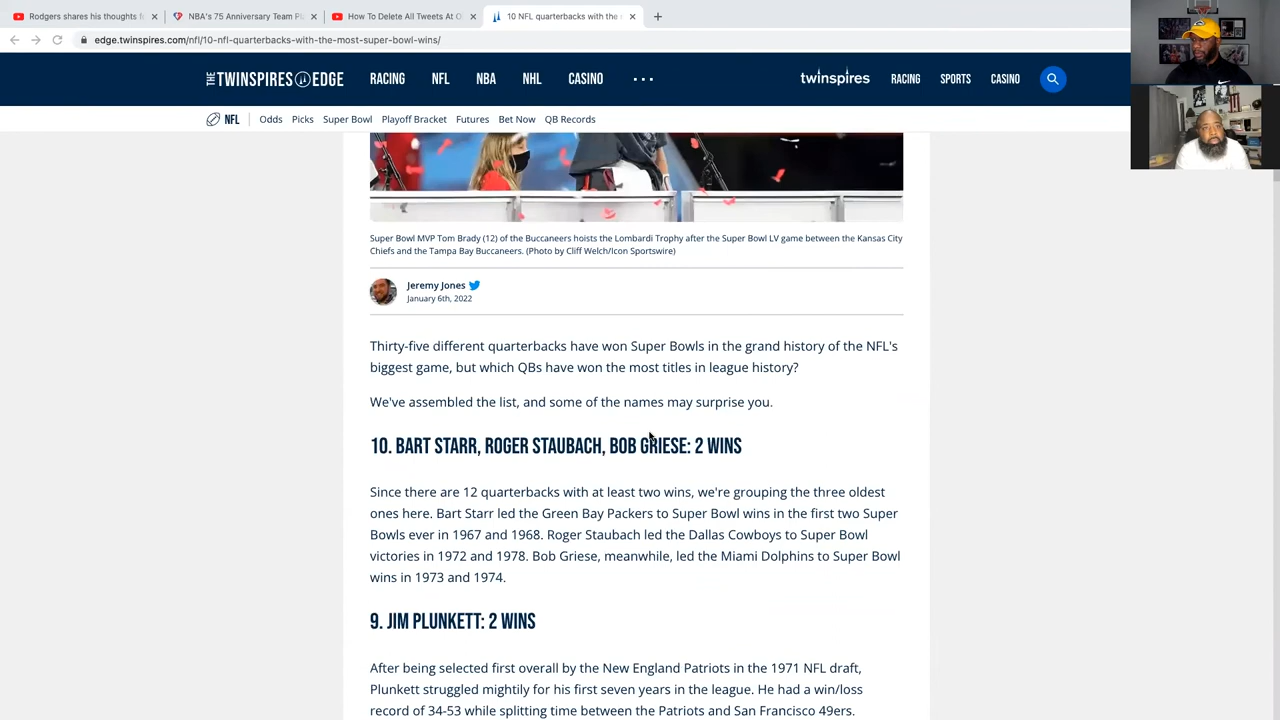 Rodgers shares his thoughts f
NBA's 75 Anniversary Team Pl
How To Delete All Tweets At O
10 NFL quarterbacks with the
edge.twinspires.com/nfl/10-nfl-quarterbacks-with-the-most-super-bowl-wins/
THE TWINSPIRES EDGE RACING NFL NBA NHL CASINO ... twinspires RACING SPORTS CASINO
NFL Odds Picks Super Bowl Playoff Bracket Futures Bet Now QB Records
Super Bowl MVP Tom Brady (12) of the Buccaneers hoists the Lombardi Trophy after the Super Bowl LV game between the Kansas City
Chiefs and the Tampa Bay Buccaneers. (Photo by Cliff Welch/Icon Sportswire)
Jeremy Jones
January 6th, 2022
Thirty-five different quarterbacks have won Super Bowls in the grand history of the NFL's
biggest game, but which QBs have won the most titles in league history?
We've assembled the list, and some of the names may surprise you.
10. BART STARR, ROGER STAUBACH, BOB GRIESE: 2 WINS
Since there are 12 quarterbacks with at least two wins, we're grouping the three oldest
ones here. Bart Starr led the Green Bay Packers to Super Bowl wins in the first two Super
Bowls ever in 1967 and 1968. Roger Staubach led the Dallas Cowboys to Super Bowl
victories in 1972 and 1978. Bob Griese, meanwhile, led the Miami Dolphins to Super Bowl
wins in 1973 and 1974.
9. JIM PLUNKETT: 2 WINS
After being selected first overall by the New England Patriots in the 1971 NFL draft,
Plunkett struggled mightily for his first seven years in the league. He had a win/loss
record of 34-53 while splitting time between the Patriots and San Francisco 49ers.